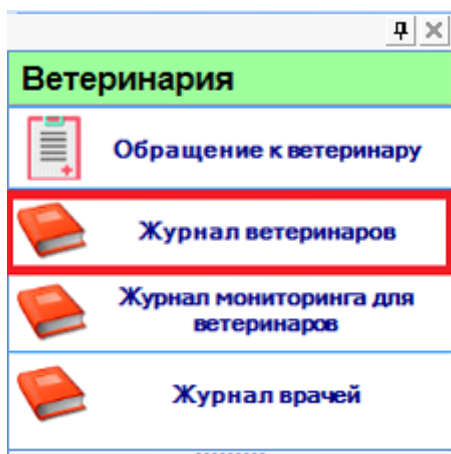 Ветеринария
Обращение к ветеринару
Журнал ветеринаров
Журнал мониторинга для
ветеринаров
Журнал врачей